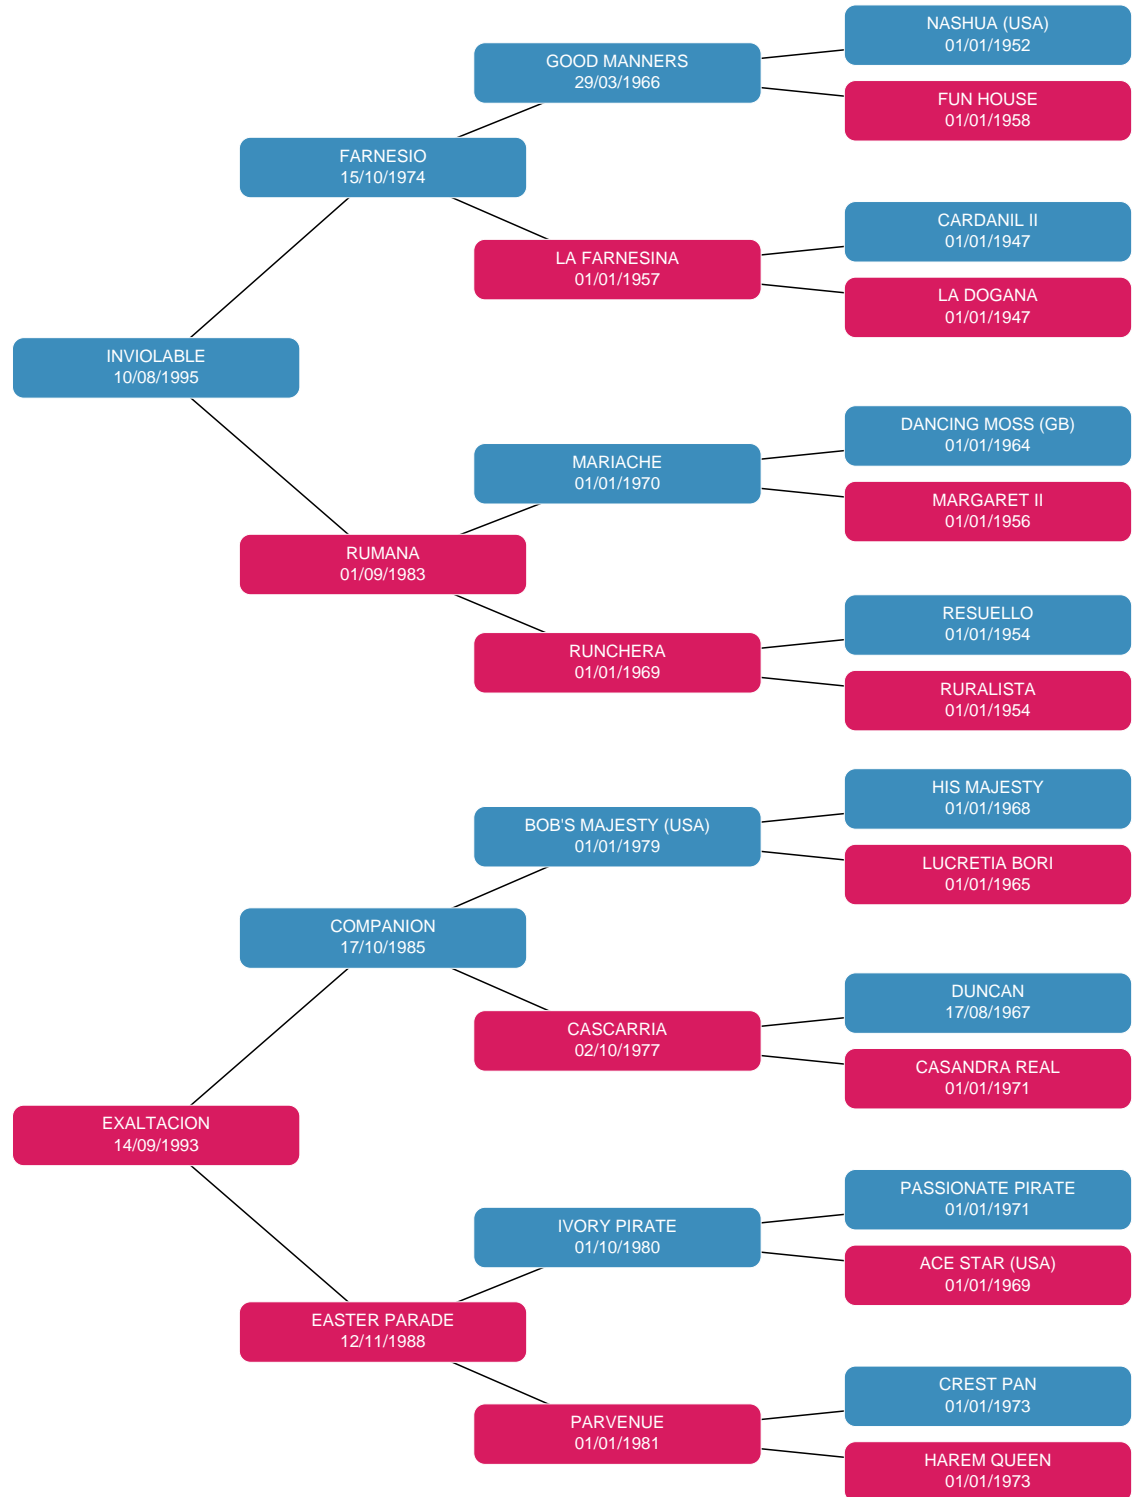 NASHUA (USA)
01/01/1952
GOOD MANNERS
29/03/1966
FUN HOUSE
01/01/1958
FARNESIO
15/10/1974
CARDANIL II
01/01/1947
LA FARNESINA
01/01/1957
LA DOGANA
01/01/1947
INVIOLABLE
10/08/1995
DANCING MOSS (GB)
01/01/1964
MARIACHE
01/01/1970
MARGARET II
01/01/1956
RUMANA
01/09/1983
RESUELLO
01/01/1954
RUNCHERA
01/01/1969
RURALISTA
01/01/1954
HIS MAJESTY
01/01/1968
BOB'S MAJESTY (USA)
01/01/1979
LUCRETIA BORI
01/01/1965
COMPANION
17/10/1985
DUNCAN
17/08/1967
CASCARRIA
02/10/1977
CASANDRA REAL
01/01/1971
EXALTACION
14/09/1993
PASSIONATE PIRATE
01/01/1971
IVORY PIRATE
01/10/1980
ACE STAR (USA)
01/01/1969
EASTER PARADE
12/11/1988
CREST PAN
01/01/1973
PARVENUE
01/01/1981
HAREM QUEEN
01/01/1973